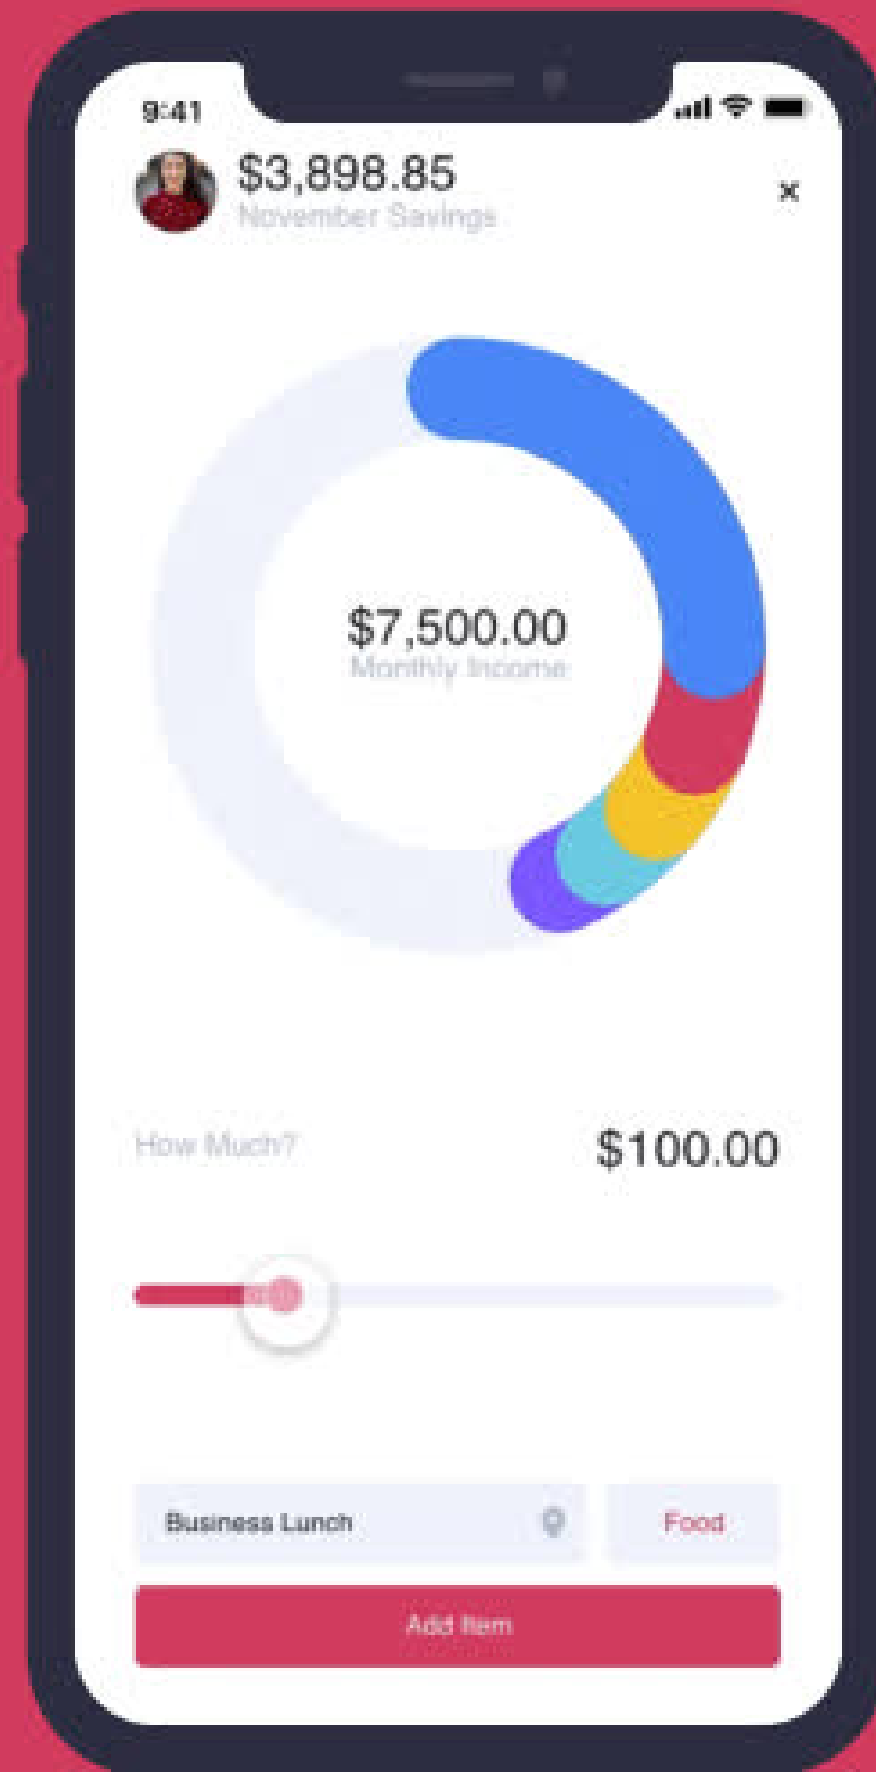 9:41
$3,898.85
November Savings
×
$7,500.00
Monthly Income
How Much?
$100.00
Business Lunch
Food
Add Item